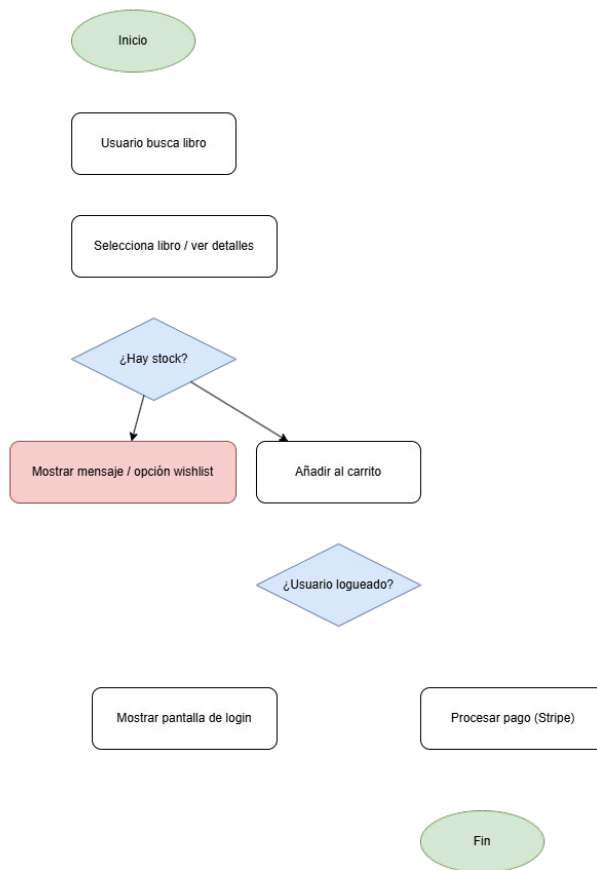 Inicio
Usuario busca libro
Selecciona libro / ver detalles
¿Hay stock?
Mostrar mensaje / opción wishlist
Añadir al carrito
¿Usuario logueado?
Mostrar pantalla de login
Procesar pago (Stripe)
Fin